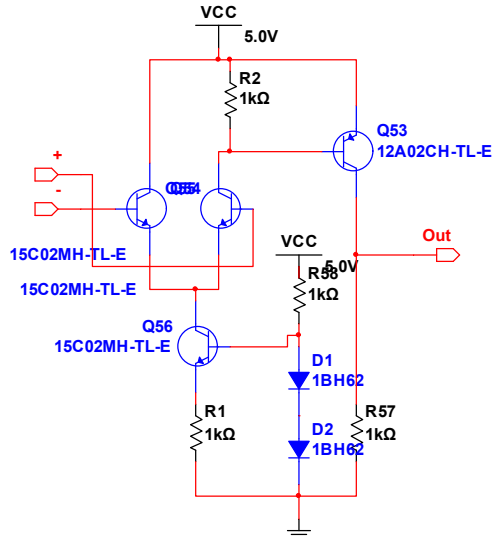 VCC
5.0V
R2
1kΩ
Q53
12A02CH-TL-E
+
-
15C02MH-TL-E
15C02MH-TL-E
Out
VCC
5.0V
R58
1kΩ
Q56
15C02MH-TL-E
D1
1BH62
R1
1kΩ
D2
1BH62
R57
1kΩ